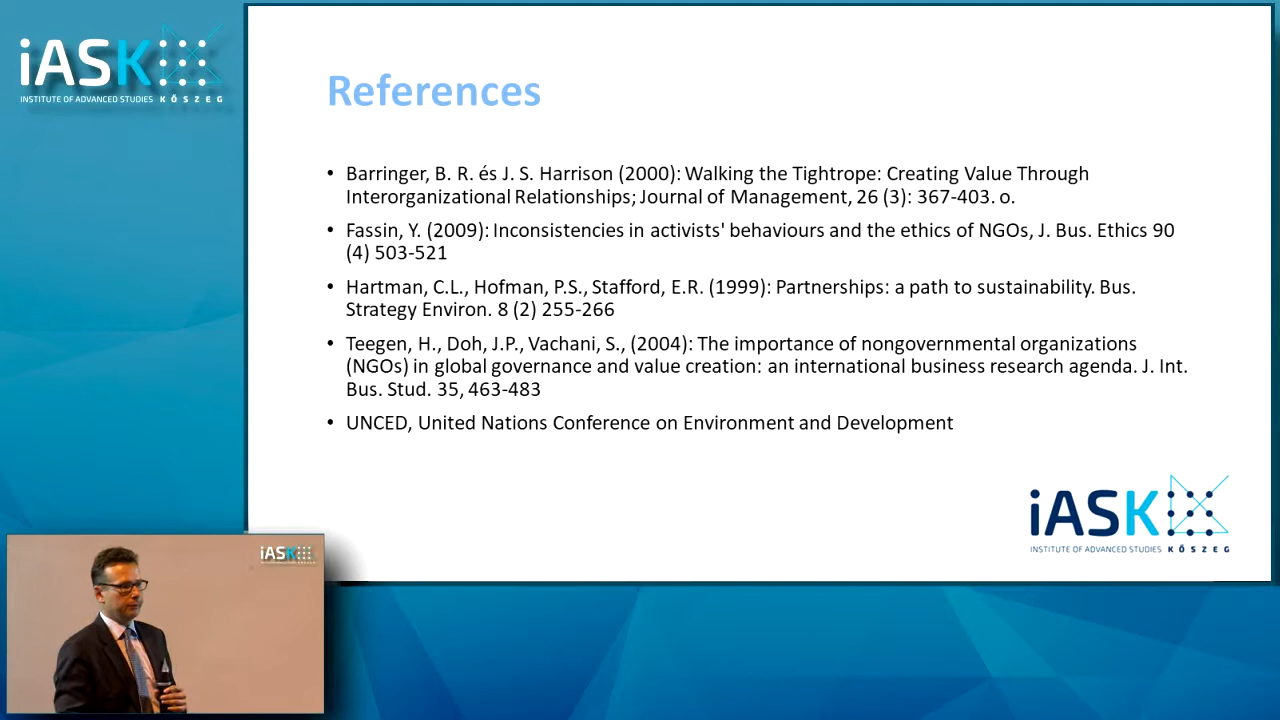 iASK
INSTITUTE OF ADVANCED STUDIES KŐSZEG
References
• Barringer, B. R. és J. S. Harrison (2000): Walking the Tightrope: Creating Value Through
Interorganizational Relationships; Journal of Management, 26 (3): 367-403. o.
• Fassin, Y. (2009): Inconsistencies in activists' behaviours and the ethics of NGOs, J. Bus. Ethics 90
(4) 503-521
• Hartman, C.L., Hofman, P.S., Stafford, E.R. (1999): Partnerships: a path to sustainability. Bus.
Strategy Environ. 8 (2) 255-266
• Teegen, H., Doh, J.P., Vachani, S., (2004): The importance of nongovernmental organizations
(NGOs) in global governance and value creation: an international business research agenda. J. Int.
Bus. Stud. 35, 463-483
• UNCED, United Nations Conference on Environment and Development
iASK
INSTITUTE OF ADVANCED STUDIES KŐSZEG
iASK